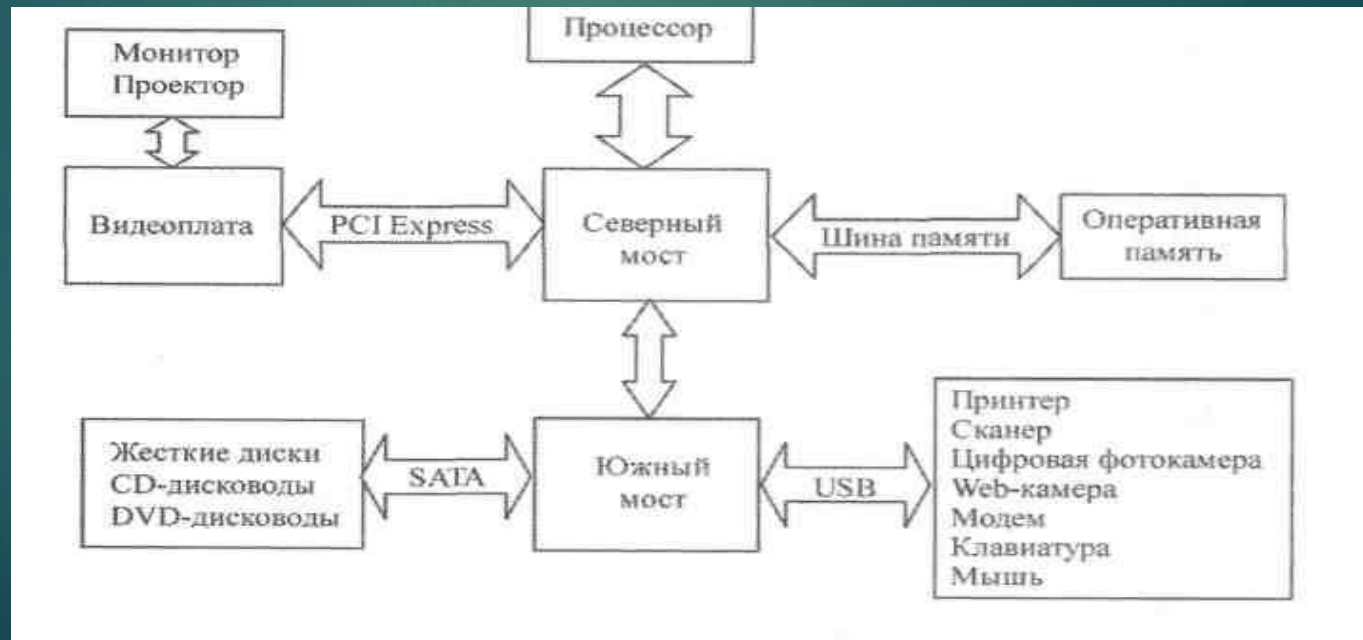 Процессор
Монитор
Проектор
Видеоплата
PCI Express
Северный
мост
Шина памяти
Оперативная
память
Жесткие диски
CD-дисководы
DVD-дисководы
SATA
Южный
мост
USB
Принтер
Сканер
Цифровая фотокамера
Web-камера
Модем
Клавиатура
Мышь